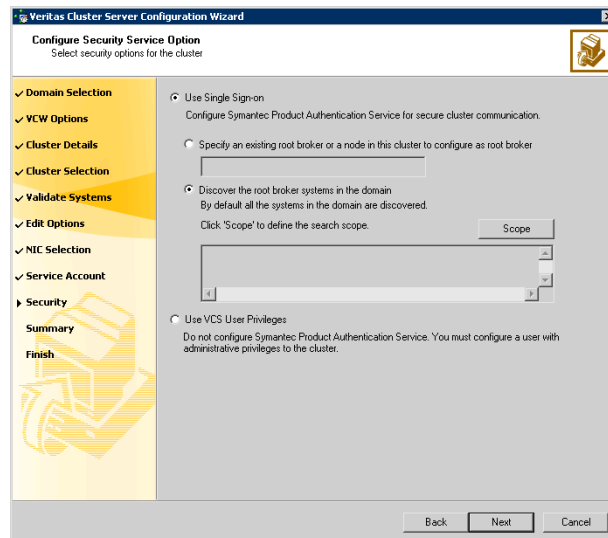 Veritas Cluster Server Configuration Wizard
Configure Security Service Option
Select security options for the cluster
Domain Selection
VCW Options
Cluster Details
Cluster Selection
Validate Systems
Edit Options
NIC Selection
Service Account
Security
Summary
Finish
Use Single Sign-on
Configure Symantec Product Authentication Service for secure cluster communication.
Specify an existing root broker or a node in this cluster to configure as root broker
Discover the root broker systems in the domain
By default all the systems in the domain are discovered.
Click 'Scope' to define the search scope.
Scope
Use VCS User Privileges
Do not configure Symantec Product Authentication Service. You must configure a user with
administrative privileges to the cluster.
Back
Next
Cancel